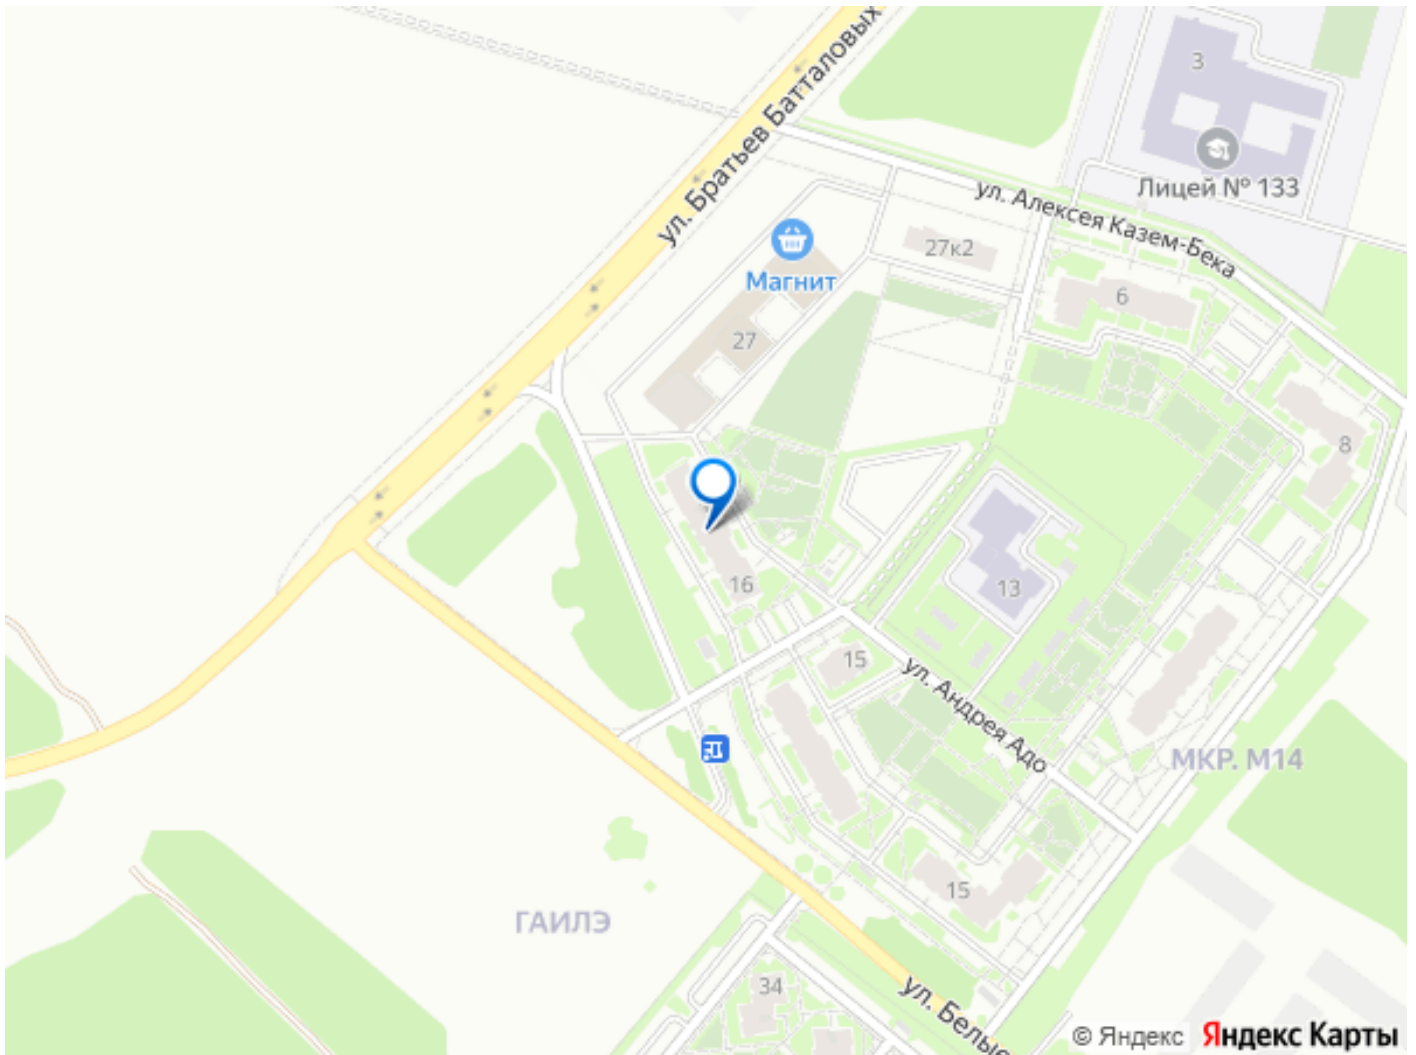 ул. Братьев Батталовых
3
Лицей № 133
ул. Алексея Казем-Бека
27к2
Магнит
6
27
8
16
13
15
ул. Андрея Адо
МКР. М14
15
ГАИЛЭ
34
ул. Белые
© Яндекс Яндекс Карты